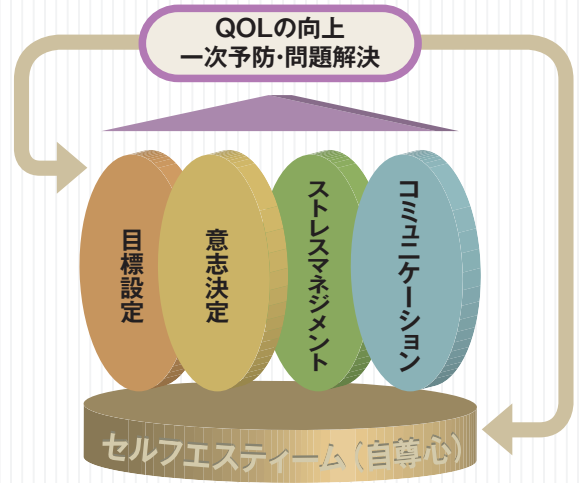 QOLの向上
一次予防・問題解決
目標設定
意志決定
ストレスマネジメント
コミュニケーション
セルフエスティーム（自尊心）